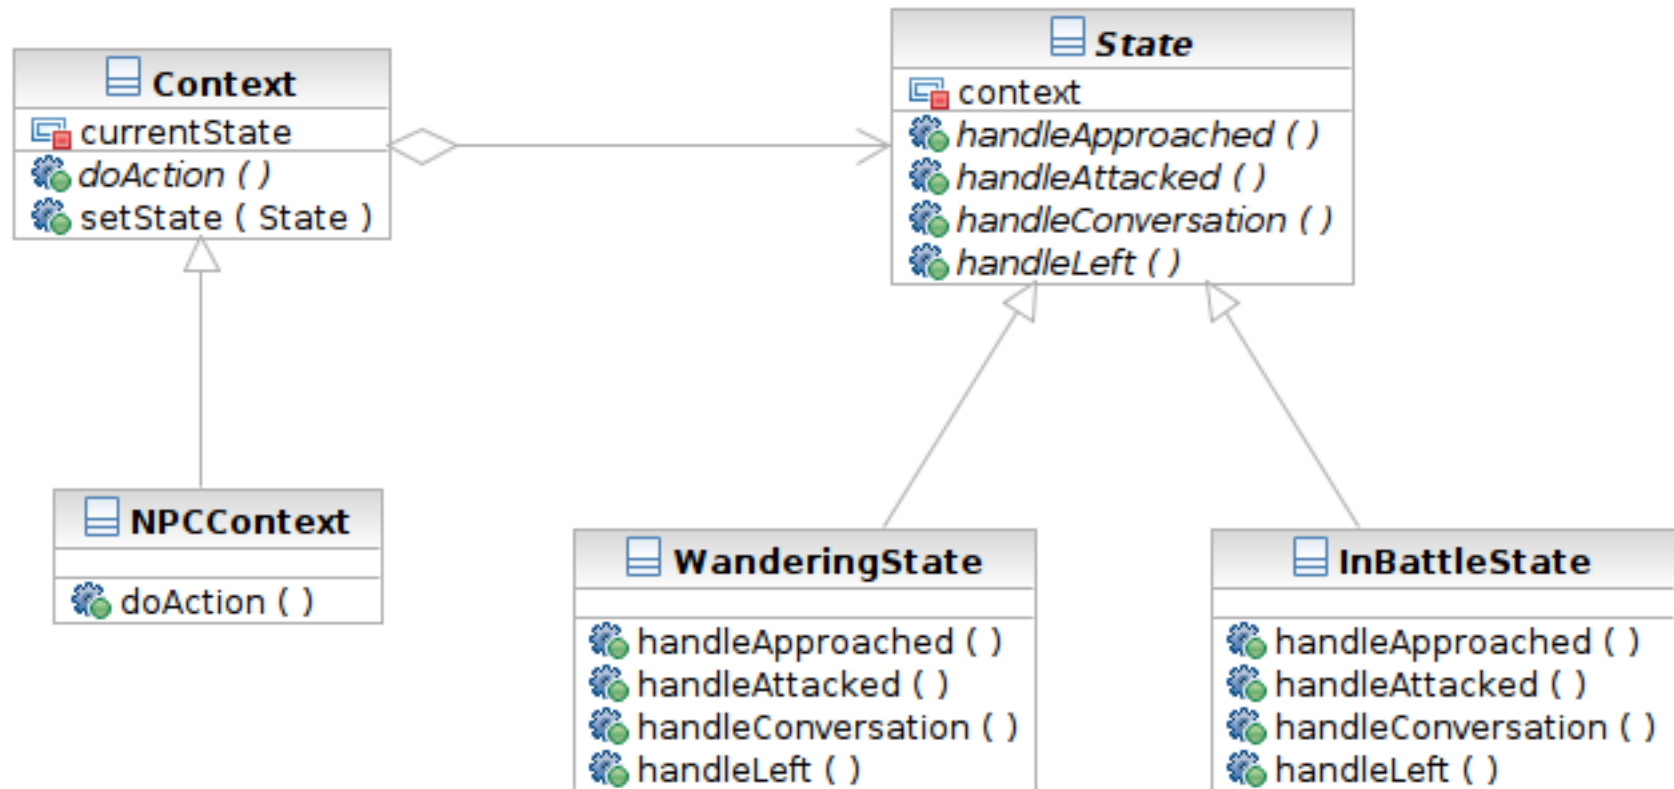 Context
currentState
doAction ( )
setState ( State )
State
context
handleApproached ( )
handleAttacked ( )
handleConversation ( )
handleLeft ( )
NPCContext
doAction ( )
WanderingState
handleApproached ( )
handleAttacked ( )
handleConversation ( )
handleLeft ( )
InBattleState
handleApproached ( )
handleAttacked ( )
handleConversation ( )
handleLeft ( )